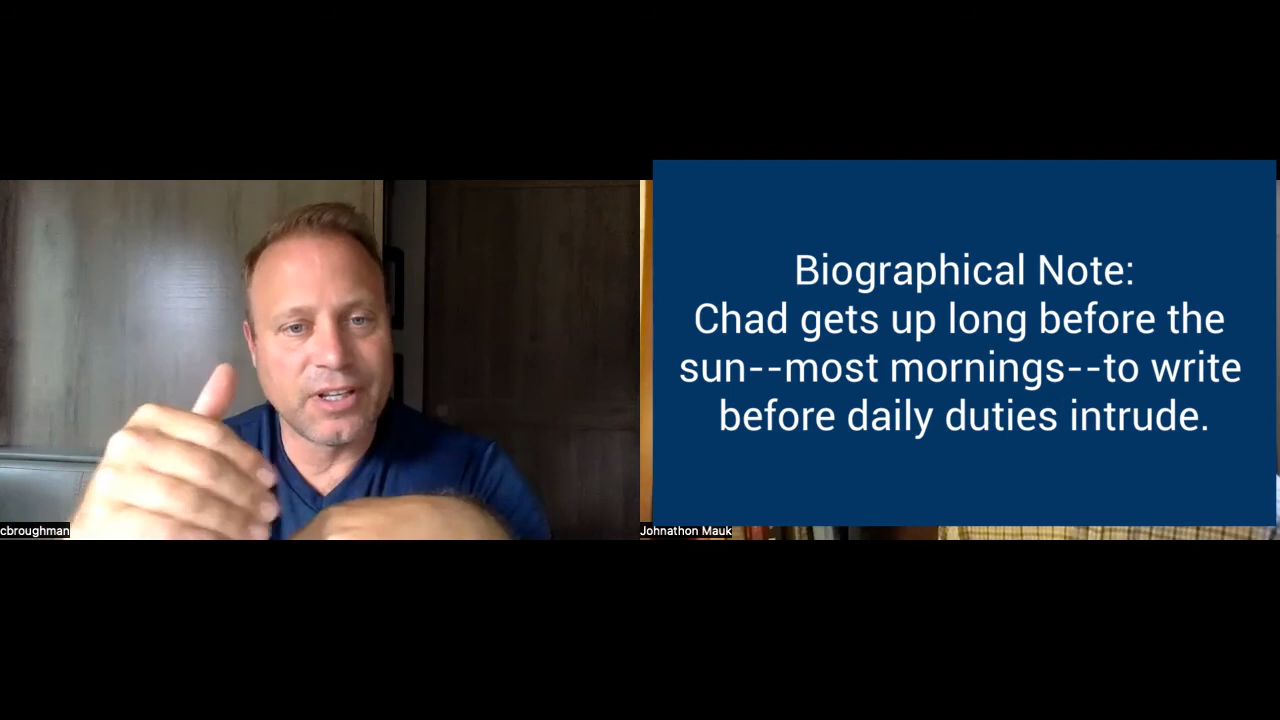 Biographical Note:
Chad gets up long before the
sun--most mornings--to write
before daily duties intrude.
cbroughman
Johnathon Mauk